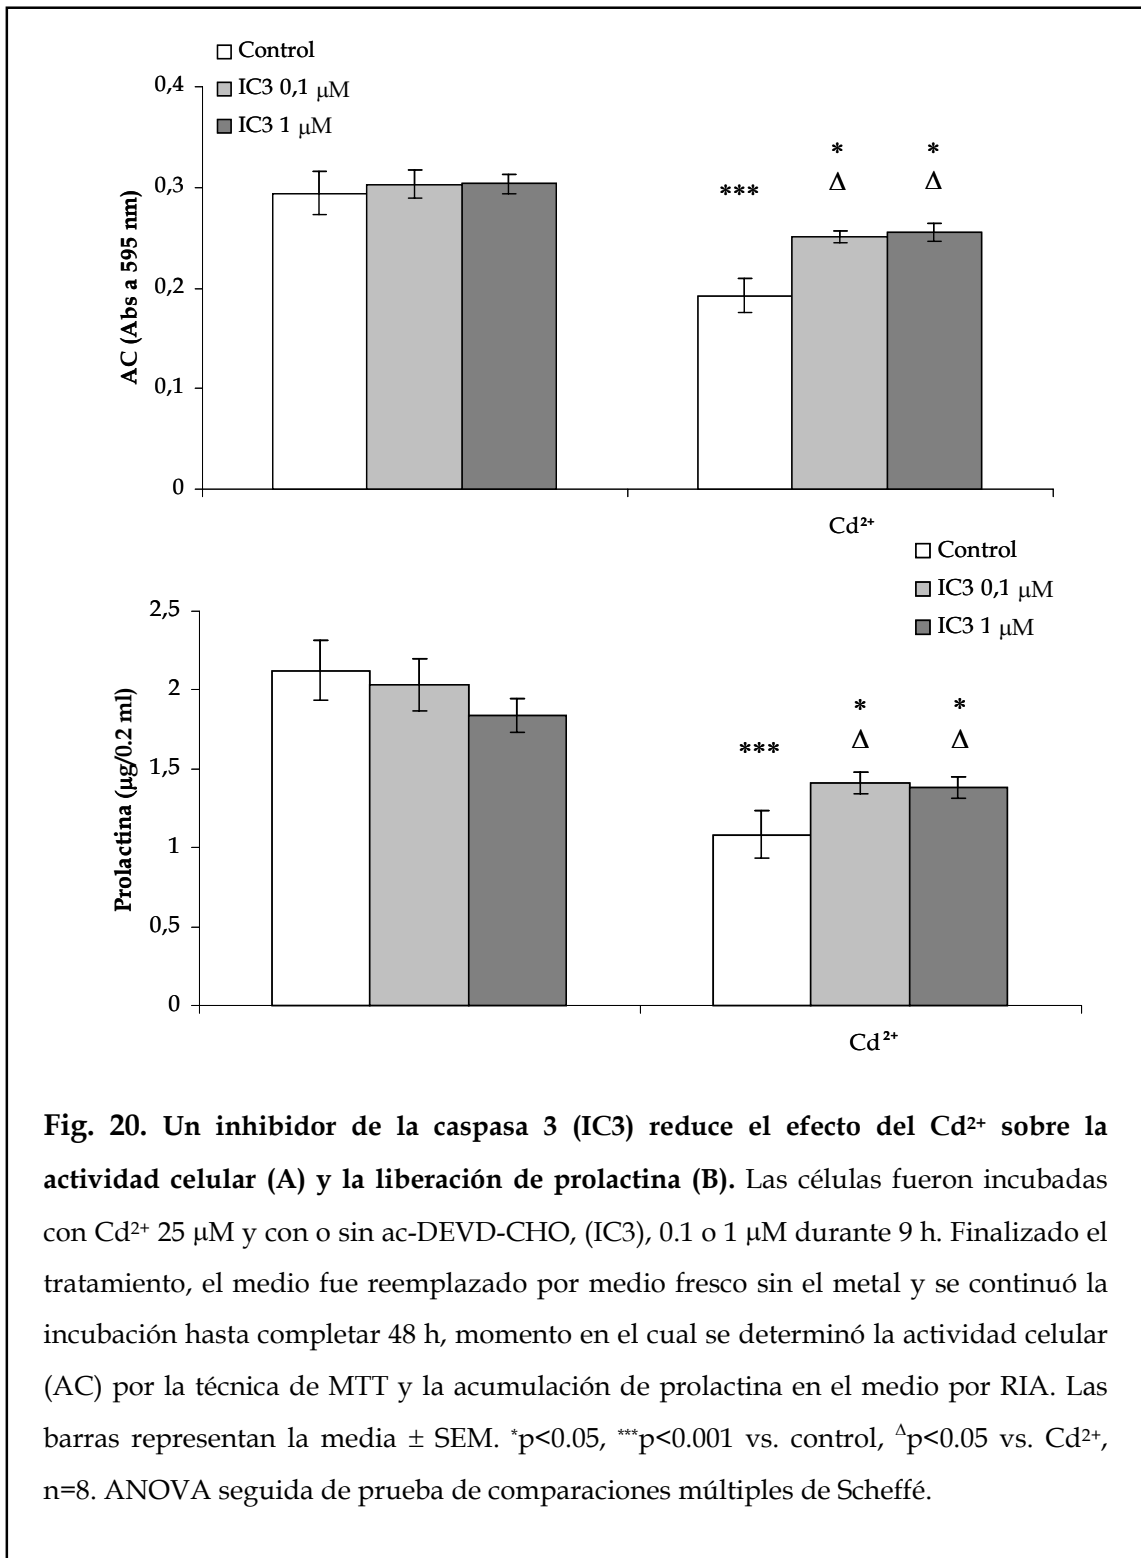 Control
IC3 0,1 μM
IC3 1 μM
0,4
0,3
0,2
0,1
0
AC (Abs a 595 nm)
***
*
Δ
*
Δ
Cd²⁺
Control
IC3 0,1 μM
IC3 1 μM
2,5
2
1,5
1
0,5
0
Prolactina (μg/0.2 ml)
***
*
Δ
*
Δ
Cd²⁺
Fig. 20. Un inhibidor de la caspasa 3 (IC3) reduce el efecto del Cd²⁺ sobre la
actividad celular (A) y la liberación de prolactina (B). Las células fueron incubadas
con Cd²⁺ 25 μM y con o sin ac-DEVD-CHO, (IC3), 0.1 o 1 μM durante 9 h. Finalizado el
tratamiento, el medio fue reemplazado por medio fresco sin el metal y se continuó la
incubación hasta completar 48 h, momento en el cual se determinó la actividad celular
(AC) por la técnica de MTT y la acumulación de prolactina en el medio por RIA. Las
barras representan la media ± SEM. *p<0.05, ***p<0.001 vs. control, Δp<0.05 vs. Cd²⁺,
n=8. ANOVA seguida de prueba de comparaciones múltiples de Scheffé.